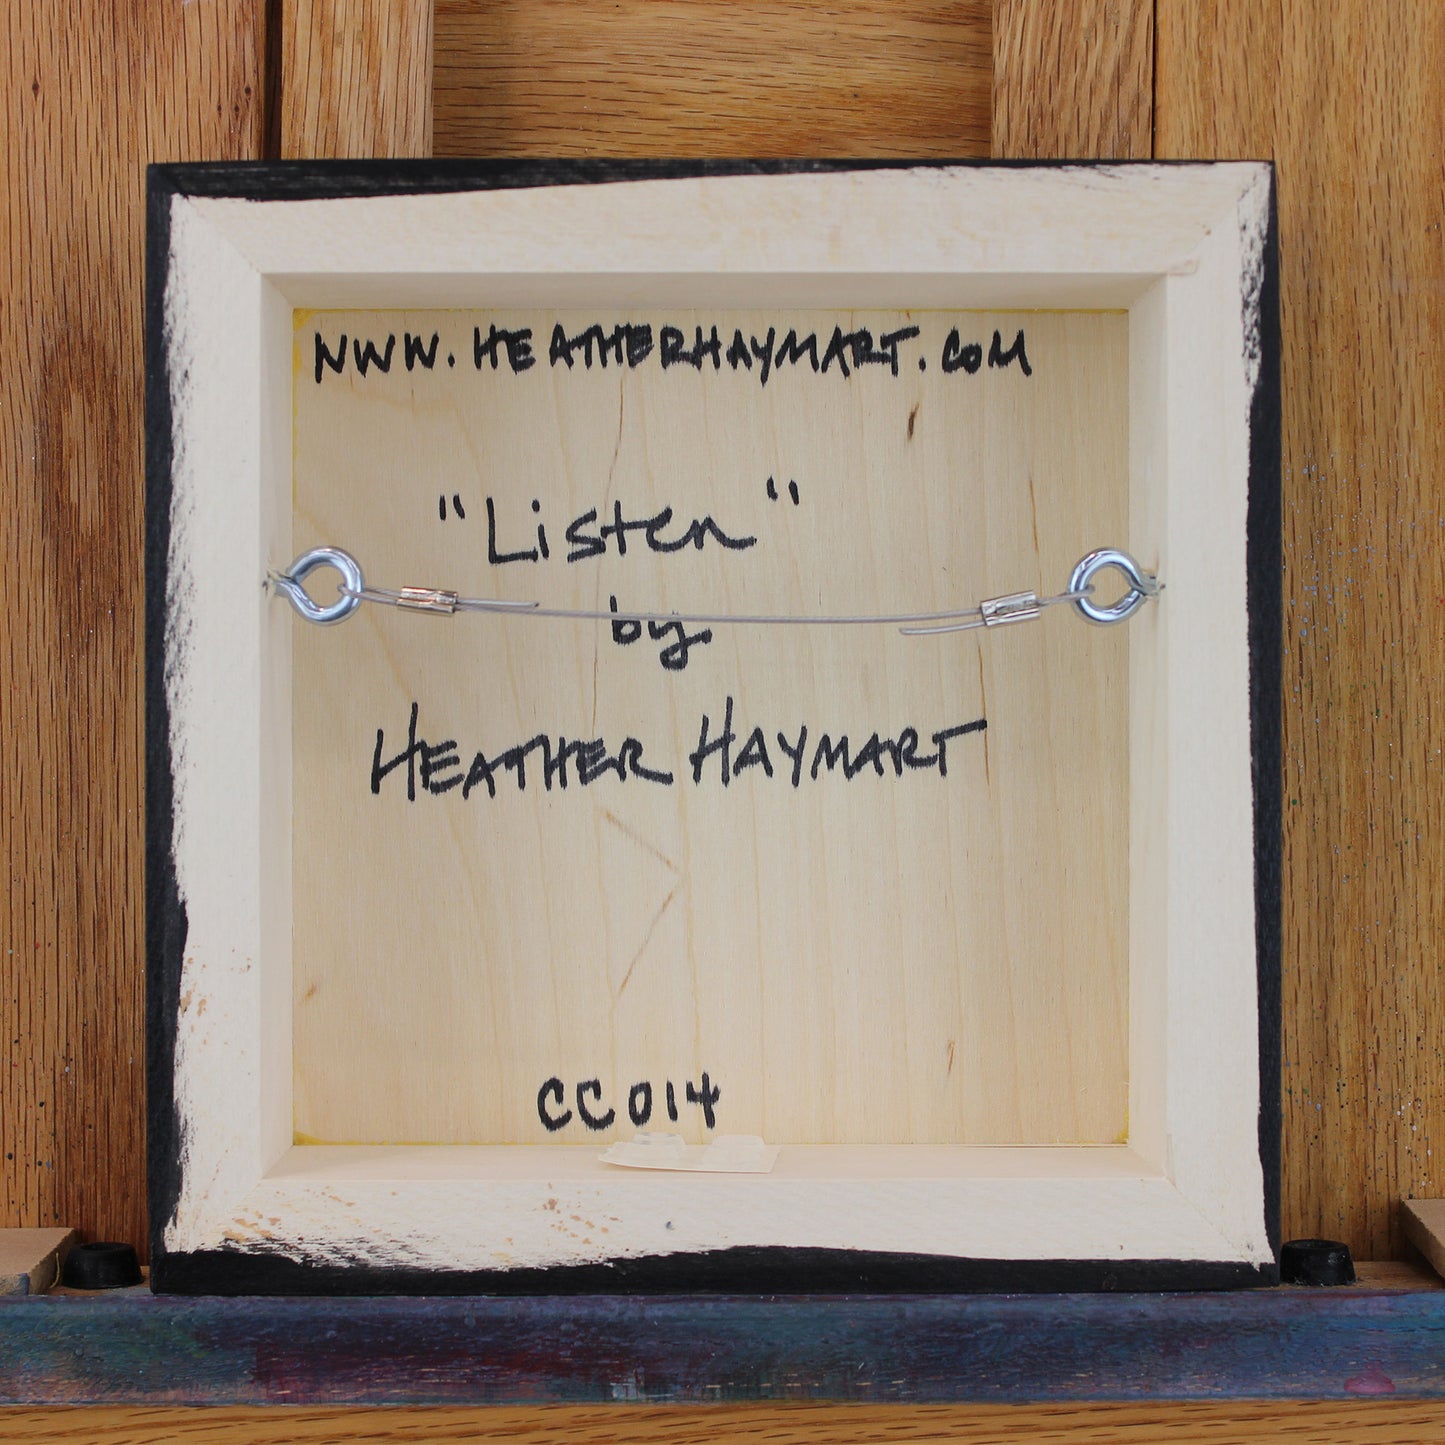 WWW.HEATHERHAYMART.COM
"Listen"
by
HEATHER HAYMART
CC014